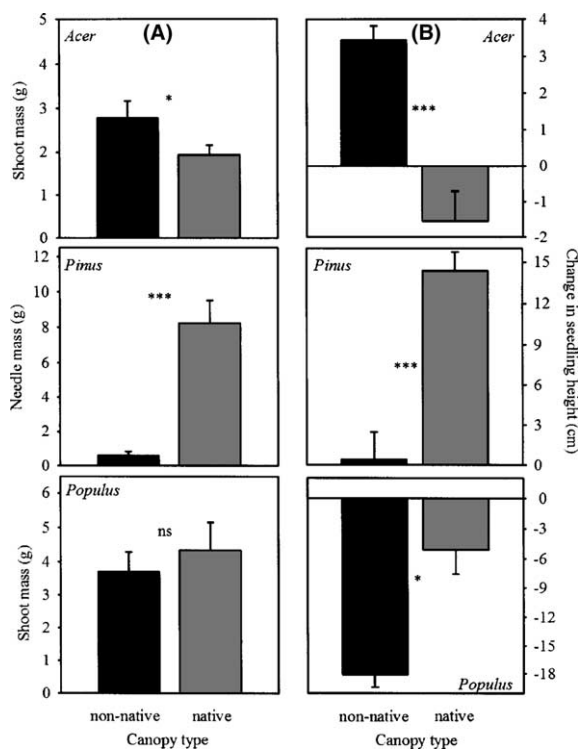 (A)
Acer
Shoot mass (g)
5
4
3
2
1
0
*
(B)
Acer
4
3
2
1
0
-1
-2
***
Pinus
Needle mass (g)
12
10
8
6
4
2
0
***
Pinus
15
12
9
6
3
0
***
Change in seedling height (cm)
Populus
Shoot mass (g)
6
5
4
3
2
1
0
ns
0
-3
-6
-9
-12
-15
-18
*
Populus
non-native native
Canopy type
non-native native
Canopy type